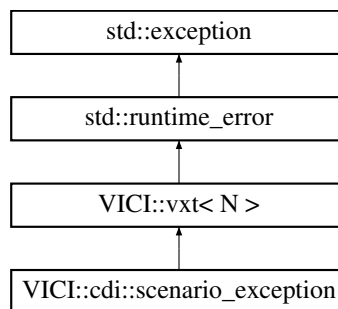 std::exception
std::runtime_error
VICI::vxt< N >
VICI::cdi::scenario_exception